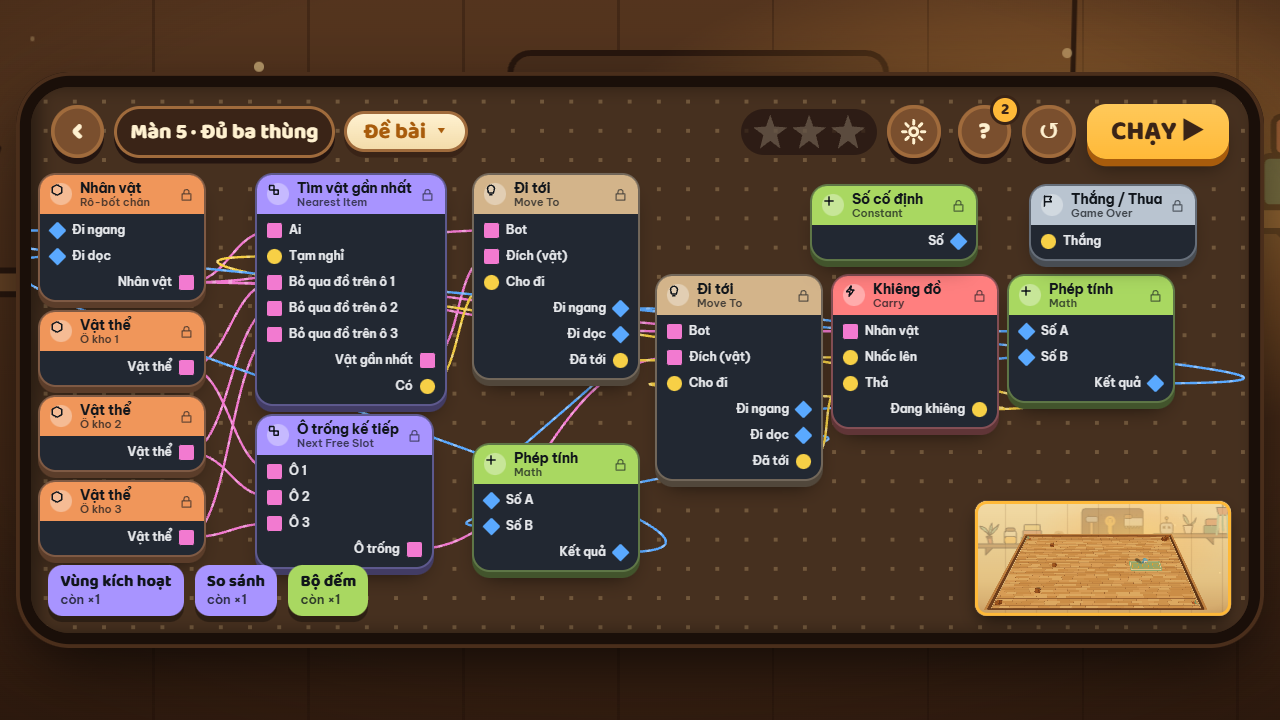 Màn 5 · Đủ ba thùng
Đề bài
?
2
CHẠY
Nhân vật
Rô-bốt chân
Đi ngang
Đi dọc
Nhân vật
Vật thể
Ô kho 1
Vật thể
Vật thể
Ô kho 2
Vật thể
Vật thể
Ô kho 3
Vật thể
Tìm vật gần nhất
Nearest Item
Ai
Tạm nghỉ
Bỏ qua đồ trên ô 1
Bỏ qua đồ trên ô 2
Bỏ qua đồ trên ô 3
Vật gần nhất
Có
Ô trống kế tiếp
Next Free Slot
Ô 1
Ô 2
Ô 3
Ô trống
Đi tới
Move To
Bot
Đích (vật)
Cho đi
Đi ngang
Đi dọc
Đã tới
Phép tính
Math
Số A
Số B
Kết quả
Đi tới
Move To
Bot
Đích (vật)
Cho đi
Đi ngang
Đi dọc
Đã tới
Số cố định
Constant
Số
Khiêng đồ
Carry
Nhân vật
Nhấc lên
Thả
Đang khiêng
Thắng / Thua
Game Over
Thắng
Phép tính
Math
Số A
Số B
Kết quả
Vùng kích hoạt
còn ×1
So sánh
còn ×1
Bộ đếm
còn ×1